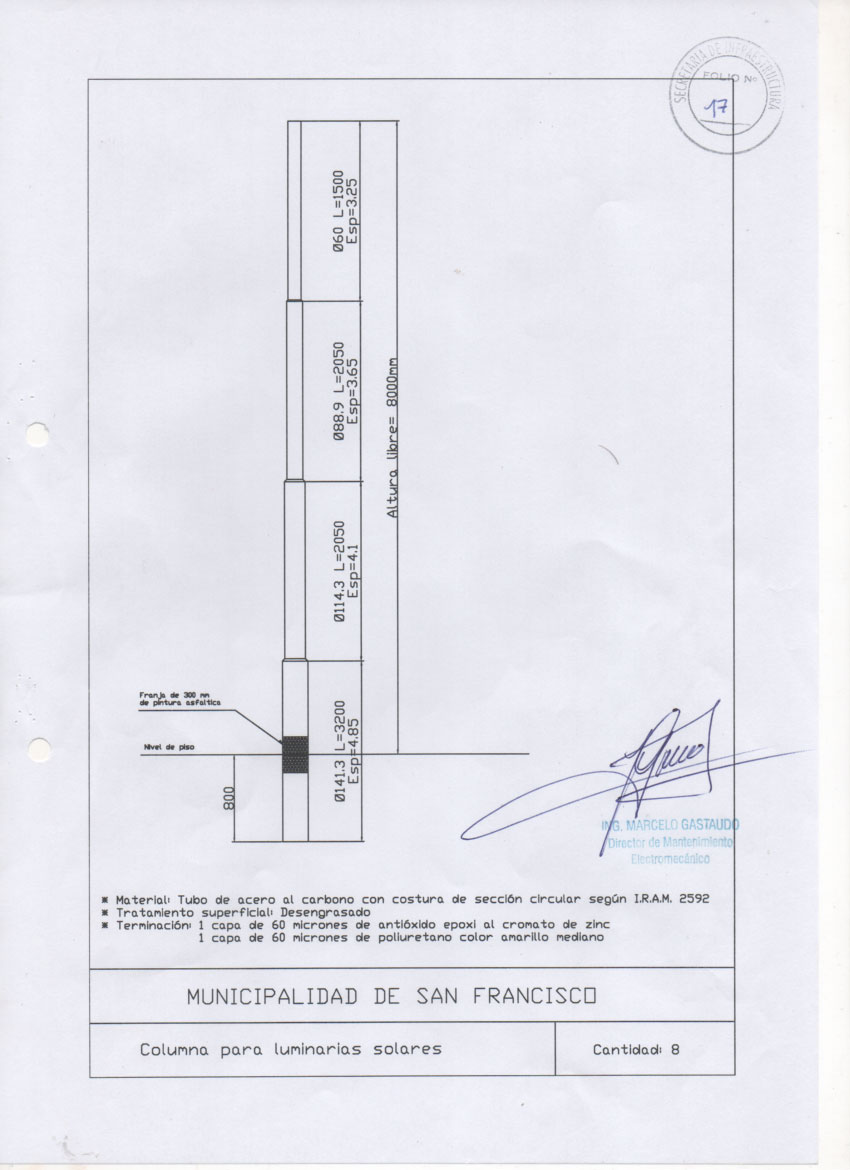 SECRETARIA DE INFRAESTRUCTURA
FOLIO Nº
17
Ø60 L=1500
Esp=3.25
Ø88.9 L=2050
Esp=3.65
Altura libre= 8000mm
Ø114.3 L=2050
Esp=4.1
Franja de 300 mm
de pintura asfaltica
Nivel de piso
Ø141.3 L=3200
Esp=4.85
800
ING. MARCELO GASTAUDO
Director de Mantenimiento
Electromecánico
* Material: Tubo de acero al carbono con costura de sección circular según I.R.A.M. 2592
* Tratamiento superficial: Desengrasado
* Terminación: 1 capa de 60 micrones de antióxido epoxi al cromato de zinc
1 capa de 60 micrones de poliuretano color amarillo mediano
MUNICIPALIDAD DE SAN FRANCISCO
Columna para luminarias solares
Cantidad: 8